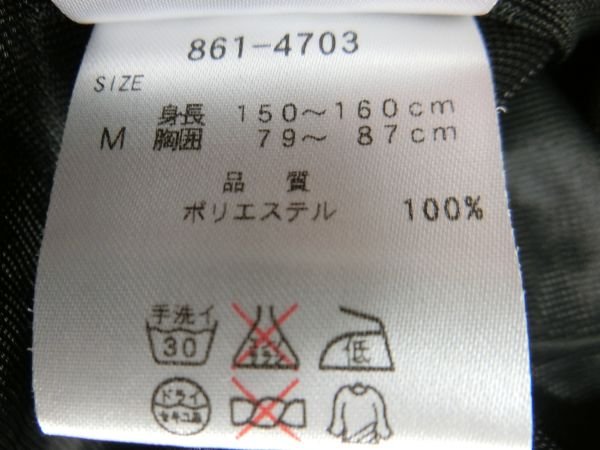 861-4703
SIZE
身長 150～160cm
M 胸囲 79～ 87cm
品 質
ポリエステル 100%
手洗イ
30
低
ドライ
セキユ系